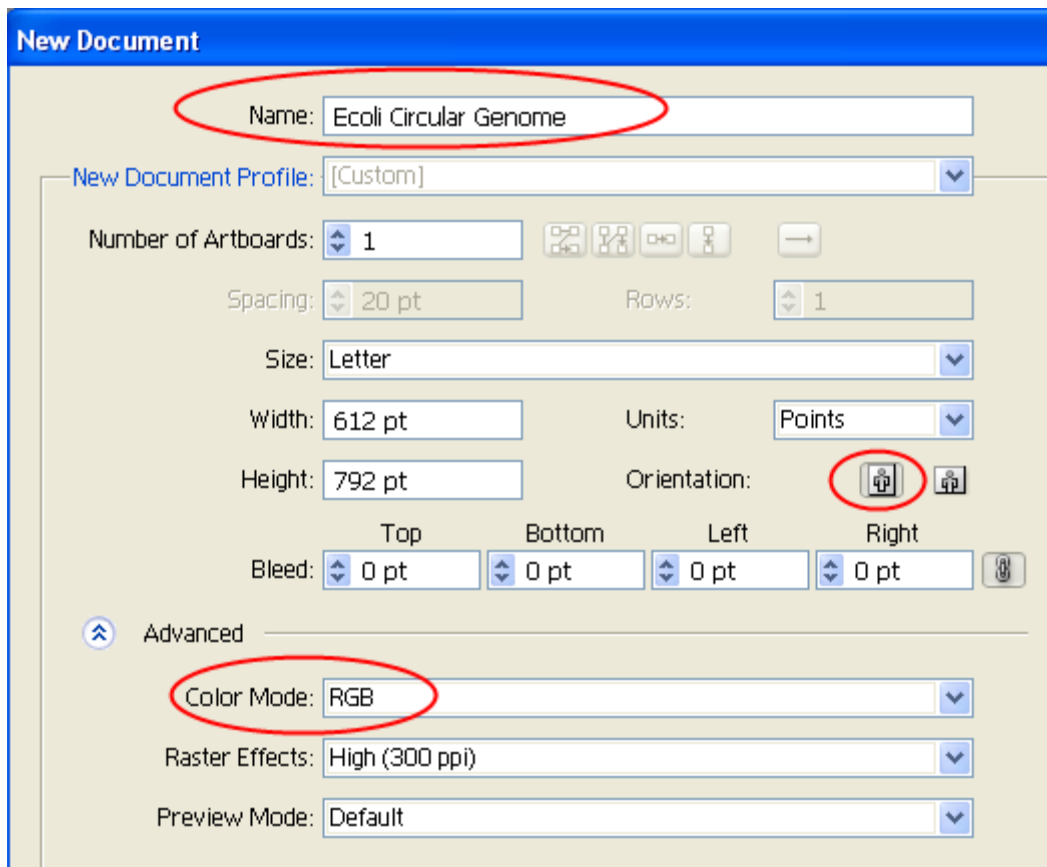 New Document
Name: Ecoli Circular Genome
New Document Profile: [Custom]
Number of Artboards: 1
Spacing: 20 pt Rows: 1
Size: Letter
Width: 612 pt Units: Points
Height: 792 pt Orientation:
Top Bottom Left Right
Bleed: 0 pt 0 pt 0 pt 0 pt
Advanced
Color Mode: RGB
Raster Effects: High (300 ppi)
Preview Mode: Default